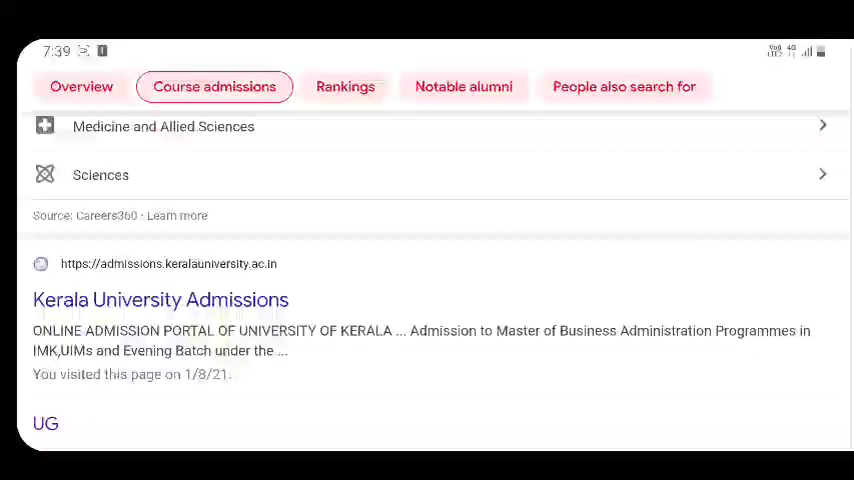 7:39
Vo)) 4G
LTE2
Overview
Course admissions
Rankings
Notable alumni
People also search for
Medicine and Allied Sciences
Sciences
Source: Careers360 · Learn more
https://admissions.keralauniversity.ac.in
Kerala University Admissions
ONLINE ADMISSION PORTAL OF UNIVERSITY OF KERALA ... Admission to Master of Business Administration Programmes in
IMK,UIMs and Evening Batch under the ...
You visited this page on 1/8/21.
UG